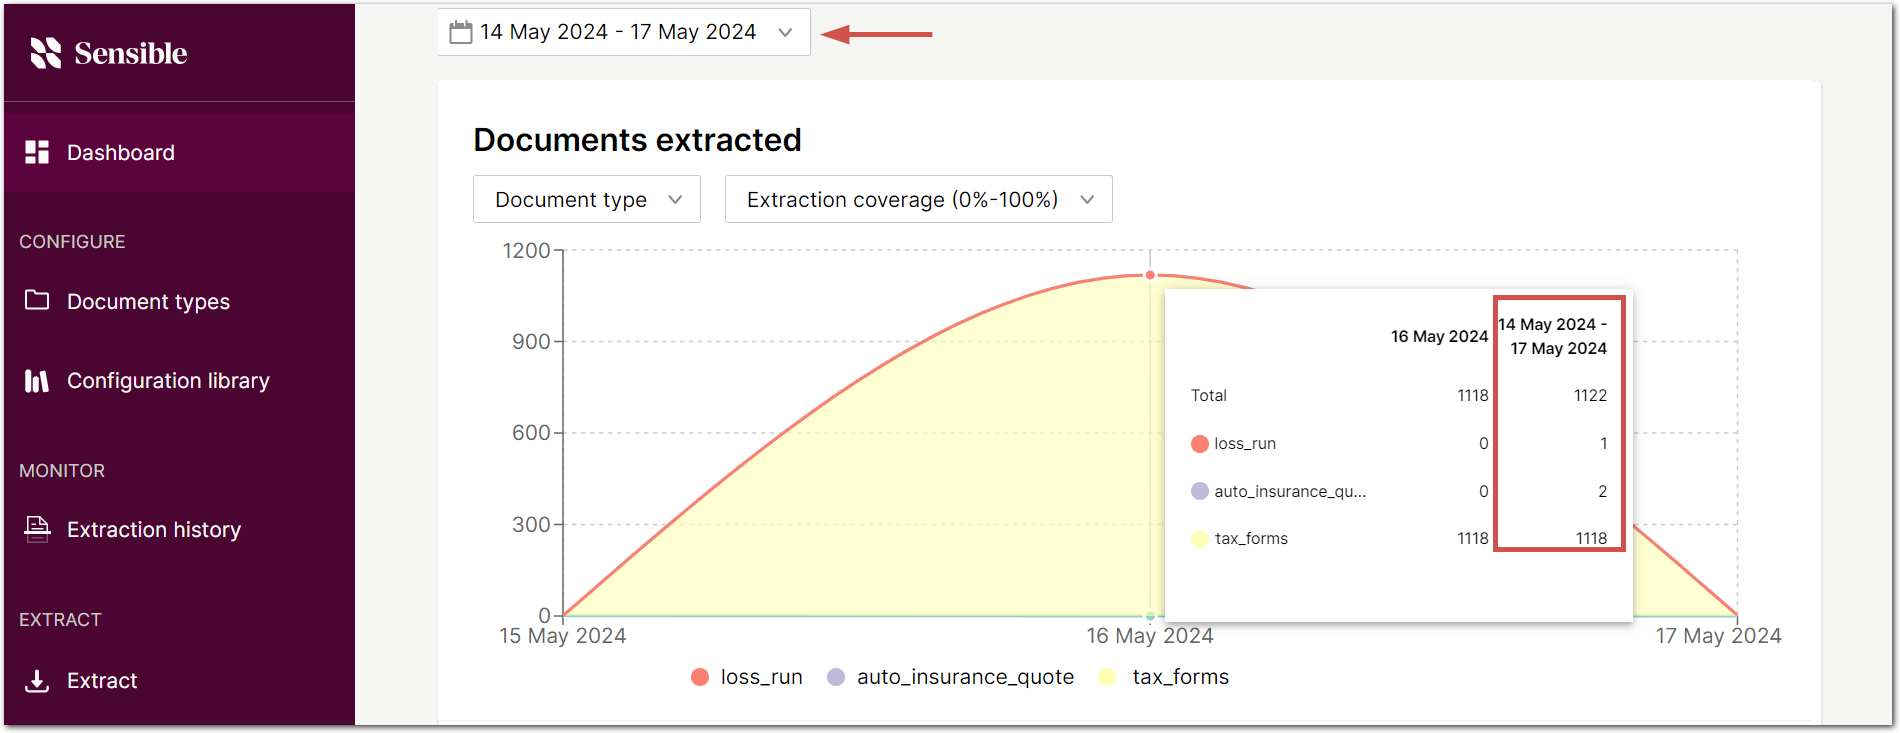 Sensible
Dashboard
CONFIGURE
Document types
Configuration library
MONITOR
Extraction history
EXTRACT
Extract
14 May 2024 - 17 May 2024
Documents extracted
Document type
Extraction coverage (0%-100%)
1200
900
600
300
0
15 May 2024
16 May 2024
17 May 2024
16 May 2024
14 May 2024 -
17 May 2024
Total 1118 1122
loss_run 0 1
auto_insurance_qu... 0 2
tax_forms 1118 1118
loss_run auto_insurance_quote tax_forms